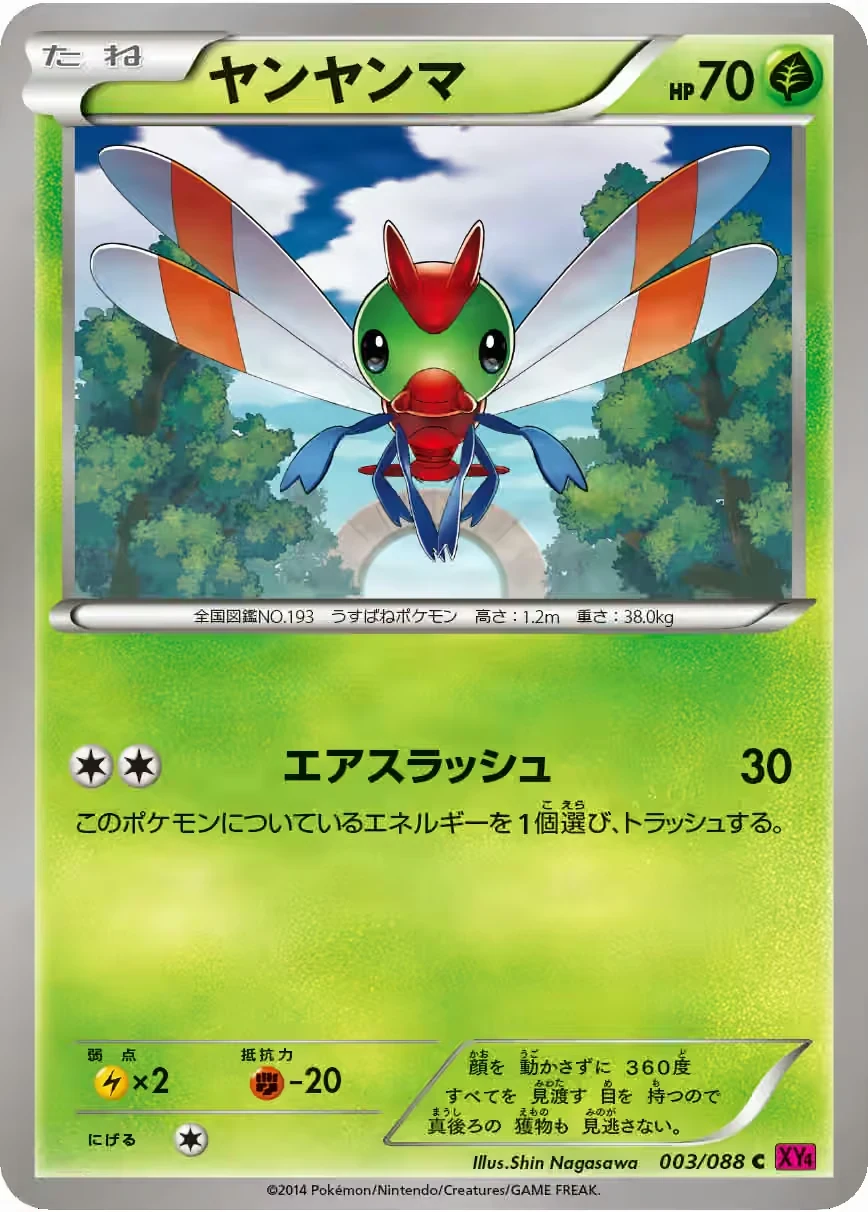 たね ヤンヤンマ HP70
全国図鑑NO.193 うすばねポケモン 高さ：1.2m 重さ：38.0kg
エアスラッシュ 30
このポケモンについているエネルギーを1個選び、トラッシュする。
弱点 抵抗力
×2 -20
にげる
顔を 動かさずに 360度
すべてを 見渡す 目を 持つので
真後ろの 獲物も 見逃さない。
Illus.Shin Nagasawa 003/088 C XY4
©2014 Pokémon/Nintendo/Creatures/GAME FREAK.